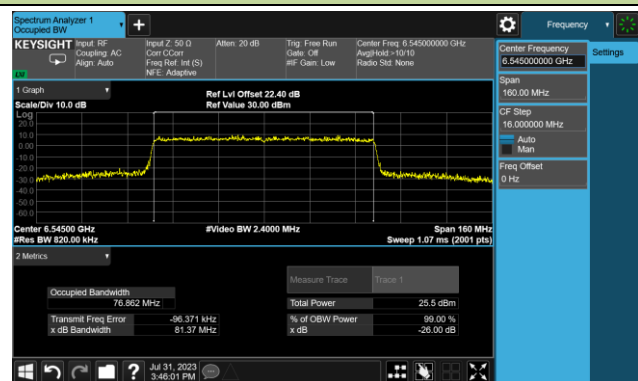 Spectrum Analyzer 1
Occupied BW
Frequency
KEYSIGHT
Input: RF
Coupling: AC
Align: Auto
Input Z: 50 Ω
Corr CCorr
Freq Ref: Int (S)
NFE: Adaptive
Atten: 20 dB
Trig: Free Run
Gate: Off
#IF Gain: Low
Center Freq: 6.545000000 GHz
Avg|Hold:>10/10
Radio Std: None
Center Frequency
6.545000000 GHz
Settings
Span
160.00 MHz
CF Step
16.000000 MHz
Auto
Man
Freq Offset
0 Hz
1 Graph
Scale/Div 10.0 dB
Ref Lvl Offset 22.40 dB
Ref Value 30.00 dBm
Log
20.0
10.0
0.00
-10.0
-20.0
-30.0
-40.0
-50.0
-60.0
Center 6.54500 GHz
#Res BW 820.00 kHz
#Video BW 2.4000 MHz
Span 160 MHz
Sweep 1.07 ms (2001 pts)
2 Metrics
Measure Trace
Trace 1
Occupied Bandwidth
76.862 MHz
Total Power
25.5 dBm
Transmit Freq Error
-96.371 kHz
% of OBW Power
99.00 %
x dB Bandwidth
81.37 MHz
x dB
-26.00 dB
Jul 31, 2023
3:46:01 PM